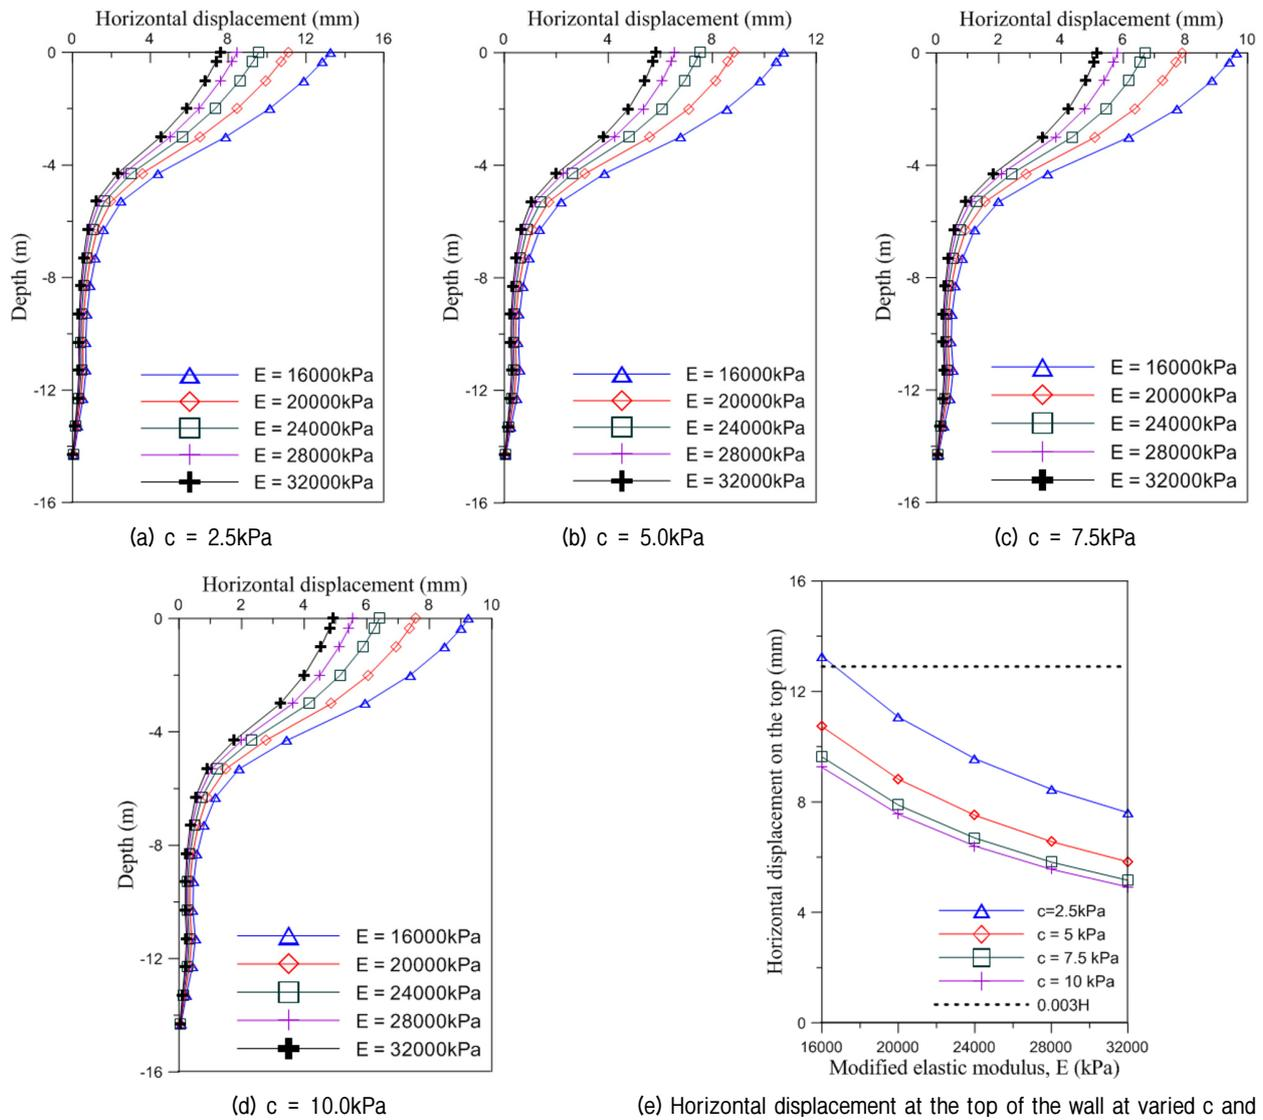 Horizontal displacement (mm)
0 4 8 12 16
0
-4
-8
-12
-16
Depth (m)
E = 16000kPa
E = 20000kPa
E = 24000kPa
E = 28000kPa
E = 32000kPa
(a) c = 2.5kPa
Horizontal displacement (mm)
0 4 8 12
0
-4
-8
-12
-16
Depth (m)
E = 16000kPa
E = 20000kPa
E = 24000kPa
E = 28000kPa
E = 32000kPa
(b) c = 5.0kPa
Horizontal displacement (mm)
0 2 4 6 8 10
0
-4
-8
-12
-16
Depth (m)
E = 16000kPa
E = 20000kPa
E = 24000kPa
E = 28000kPa
E = 32000kPa
(c) c = 7.5kPa
Horizontal displacement (mm)
0 2 4 6 8 10
0
-4
-8
-12
-16
Depth (m)
E = 16000kPa
E = 20000kPa
E = 24000kPa
E = 28000kPa
E = 32000kPa
(d) c = 10.0kPa
Horizontal displacement on the top (mm)
16
12
8
4
0
c=2.5kPa
c = 5 kPa
c = 7.5 kPa
c = 10 kPa
0.003H
16000 20000 24000 28000 32000
Modified elastic modulus, E (kPa)
(e) Horizontal displacement at the top of the wall at varied c and